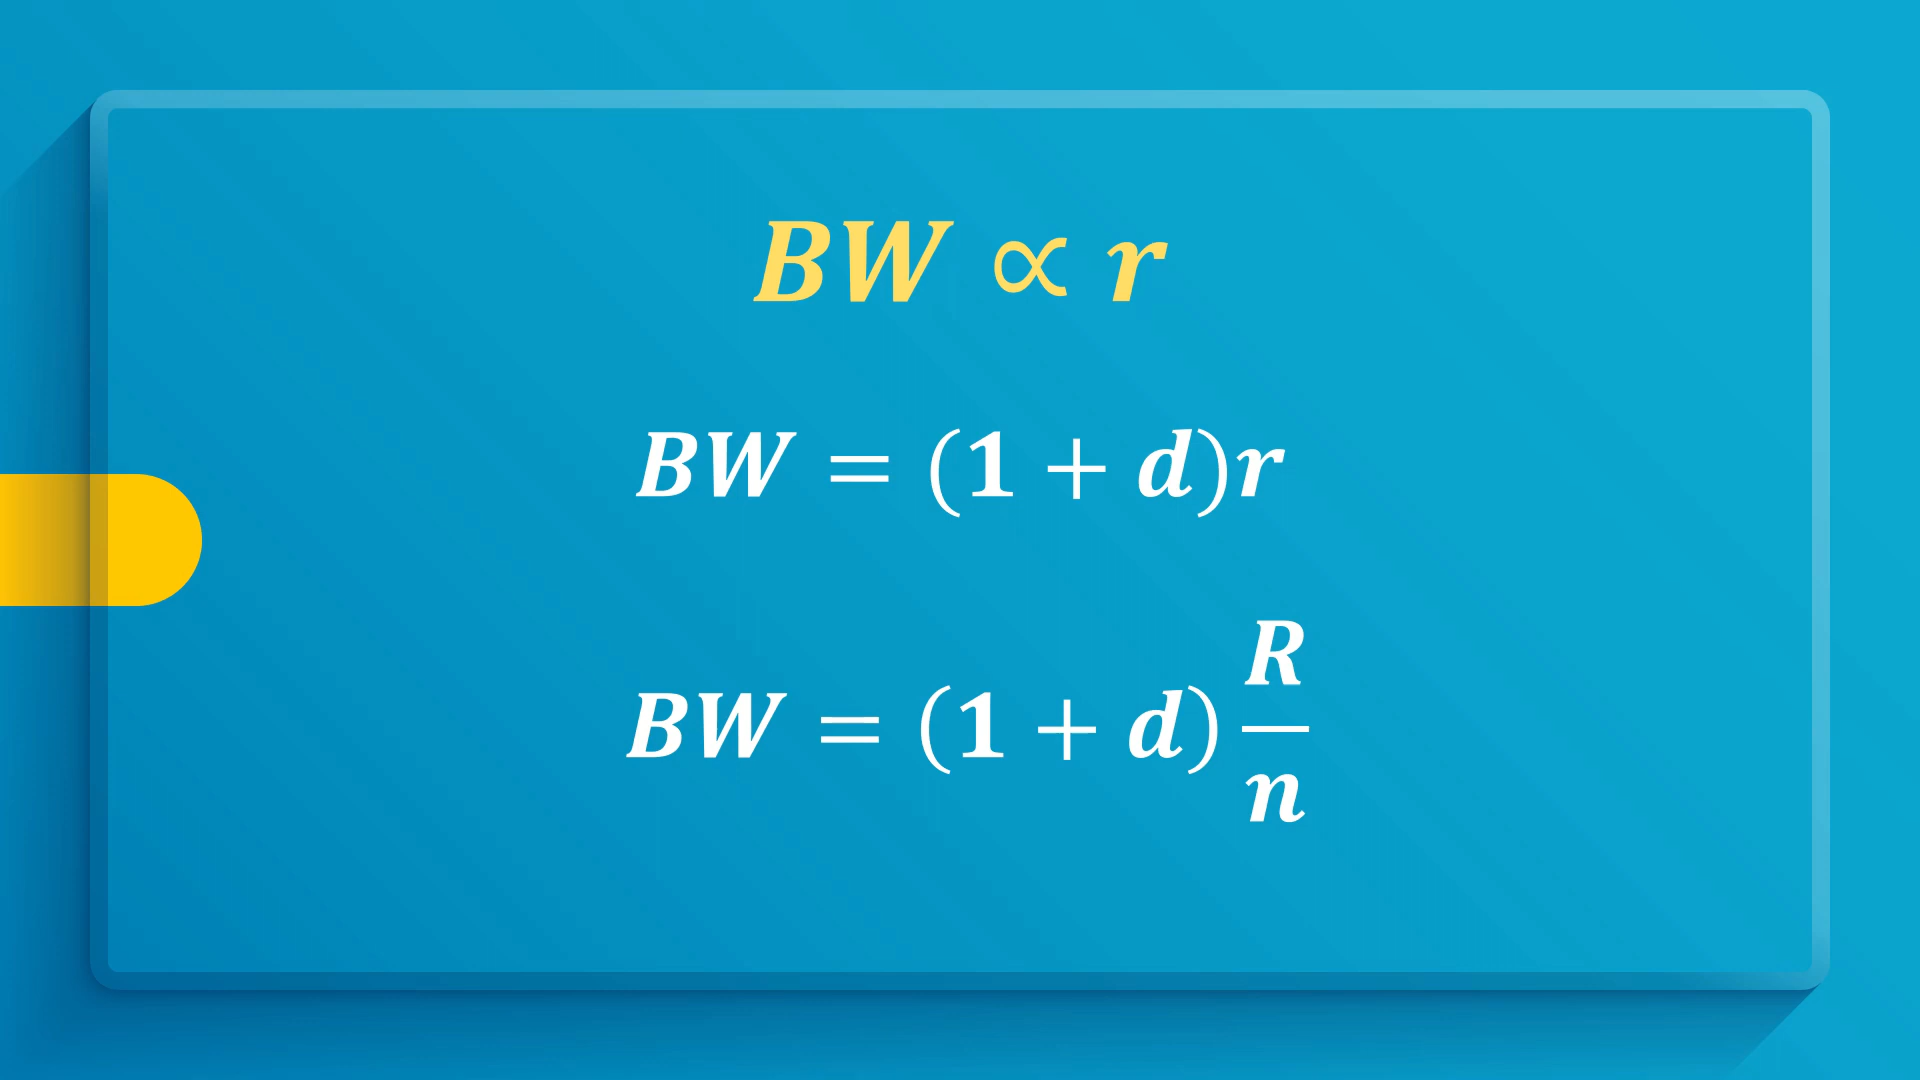 BW ∝ r
BW = (1 + d)r
BW = (1 + d) R/n